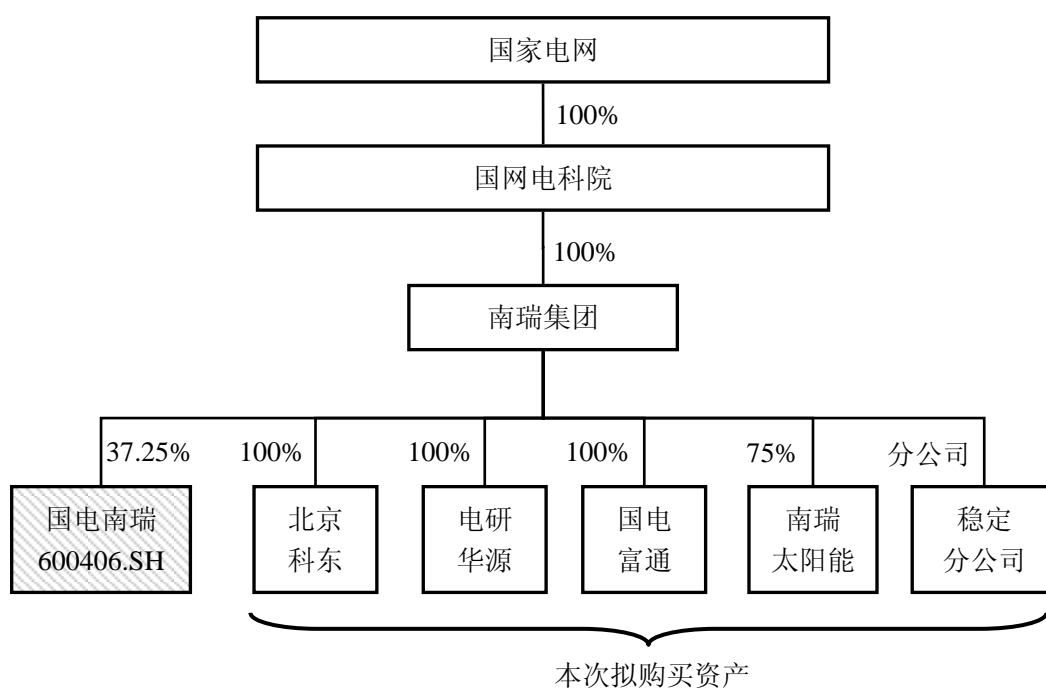 国家电网
100%
国网电科院
100%
南瑞集团
37.25%
100%
100%
100%
75%
分公司
国电南瑞
600406.SH
北京
科东
电研
华源
国电
富通
南瑞
太阳能
稳定
分公司
本次拟购买资产